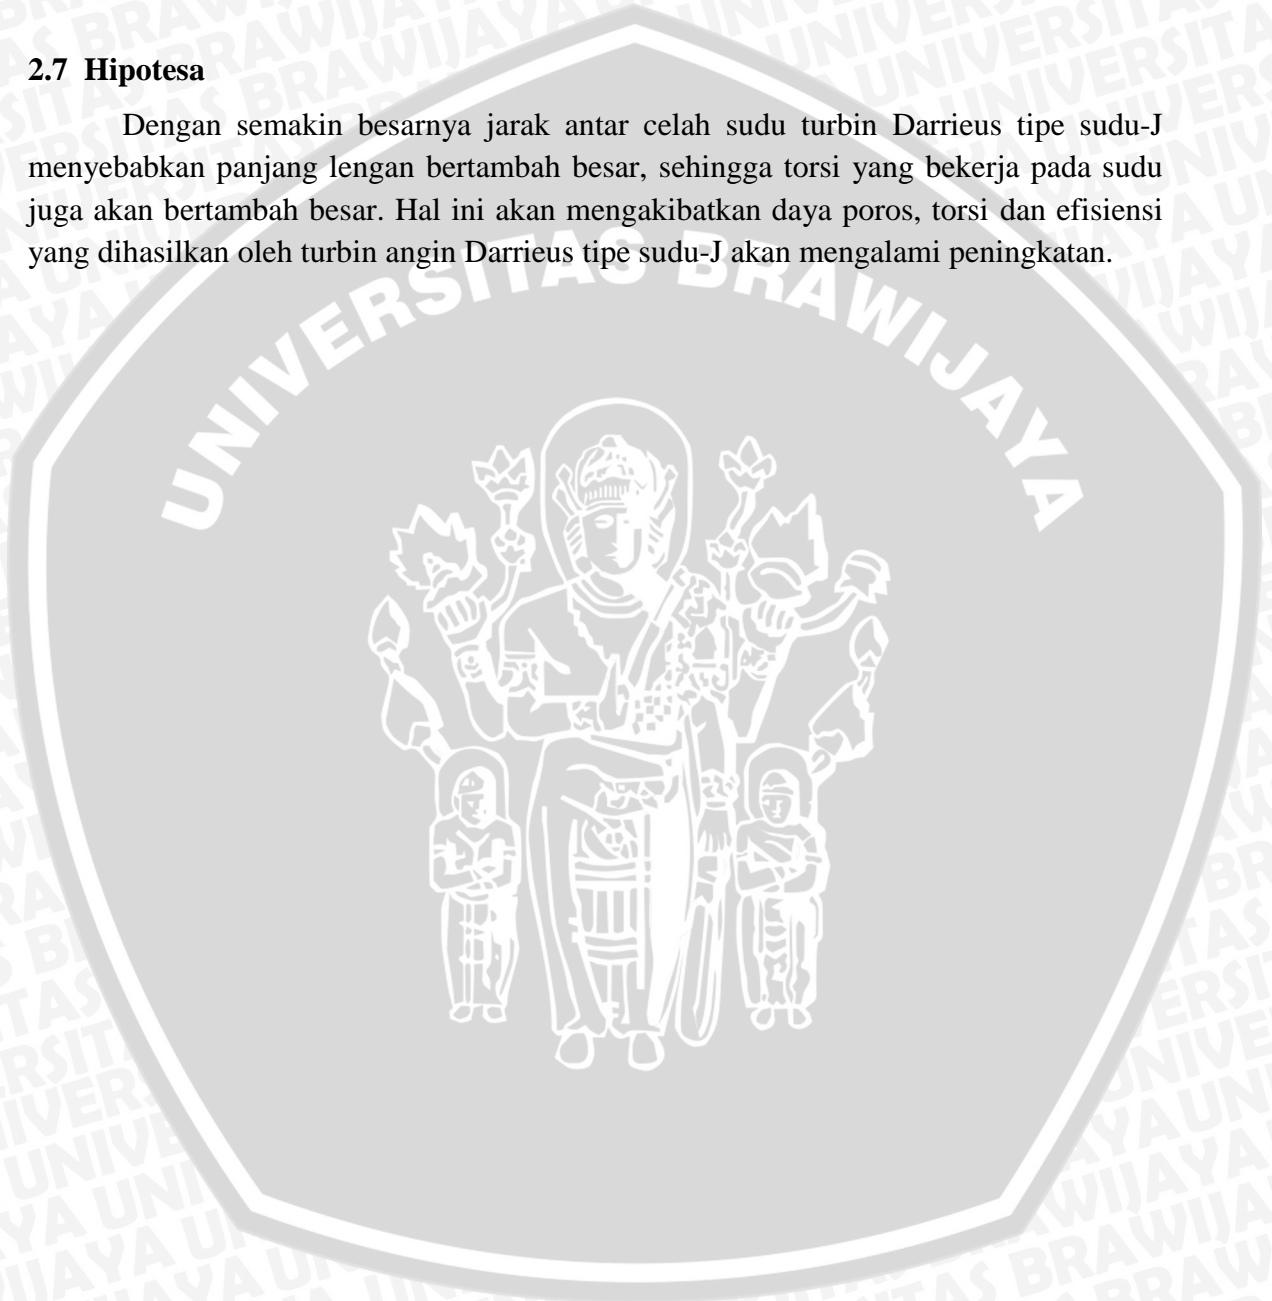 2.7 Hipotesa
Dengan semakin besarnya jarak antar celah sudu turbin Darrieus tipe sudu-J
menyebabkan panjang lengan bertambah besar, sehingga torsi yang bekerja pada sudu
juga akan bertambah besar. Hal ini akan mengakibatkan daya poros, torsi dan efisiensi
yang dihasilkan oleh turbin angin Darrieus tipe sudu-J akan mengalami peningkatan.
UNIVERSITAS BRAWIJAYA